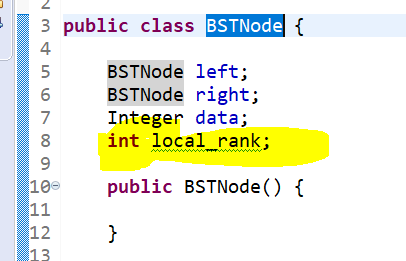 2
3 public class BSTNode {
4
5 BSTNode left;
6 BSTNode right;
7 Integer data;
8 int local_rank;
9
10 public BSTNode() {
11
12 }
13